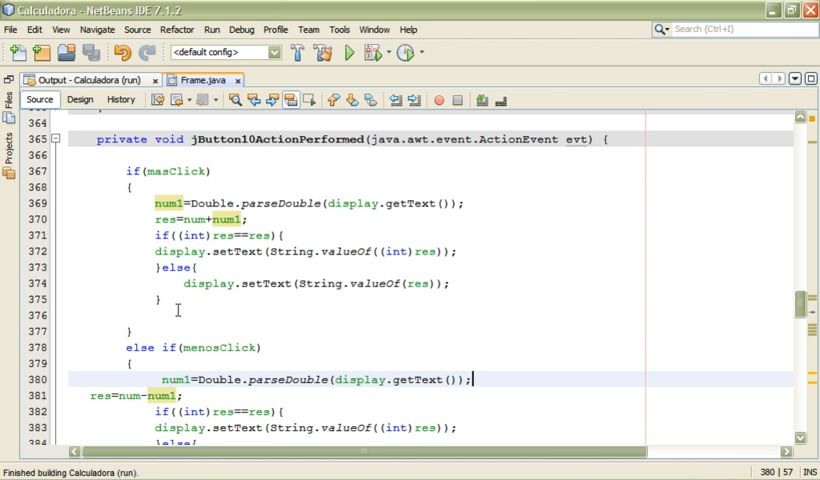 Calculadora - NetBeans IDE 7.1.2
File Edit View Navigate Source Refactor Run Debug Profile Team Tools Window Help
Search (Ctrl+I)
<default config>
Output - Calculadora (run) x Frame.java x
Source Design History
Files
Projects
364
365 private void jButton10ActionPerformed(java.awt.event.ActionEvent evt) {
366
367 if(masClick)
368 {
369 num1=Double.parseDouble(display.getText());
370 res=num+num1;
371 if((int)res==res){
372 display.setText(String.valueOf((int)res));
373 }else{
374 display.setText(String.valueOf(res));
375 }
376
377 }
378 else if(menosClick)
379 {
380 num1=Double.parseDouble(display.getText());
381 res=num-num1;
382 if((int)res==res){
383 display.setText(String.valueOf((int)res));
384 }else{
Finished building Calculadora (run). 380 | 57 INS